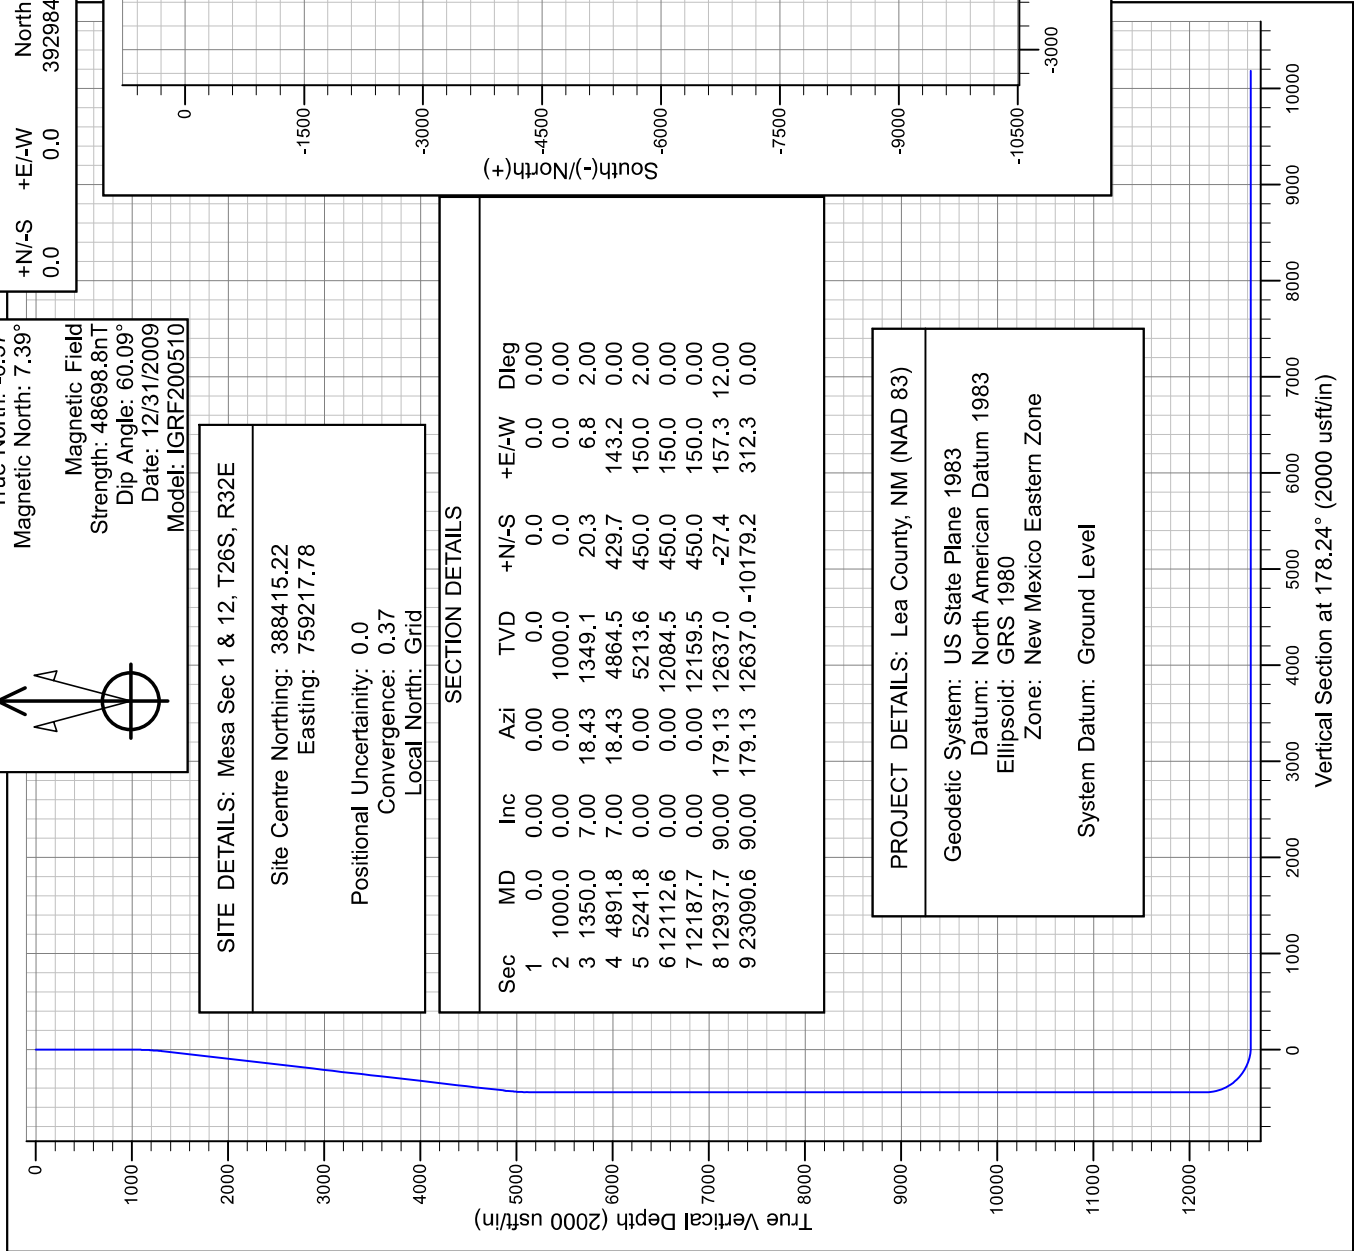 +N/-S +E/-W North
0.0 0.0 392984
Magnetic North: 7.39°
Magnetic Field
Strength: 48698.8nT
Dip Angle: 60.09°
Date: 12/31/2009
Model: IGRF200510
0
-1500
-3000
-4500
-6000
-7500
-9000
-10500
South(-)/North(+)
-3000
SITE DETAILS: Mesa Sec 1 & 12, T26S, R32E
Site Centre Northing: 388415.22
Easting: 759217.78
Positional Uncertainity: 0.0
Convergence: 0.37
Local North: Grid
SECTION DETAILS
Sec MD Inc Azi TVD +N/-S +E/-W Dleg
1 0.0 0.00 0.00 0.0 0.0 0.0 0.00
2 1000.0 0.00 0.00 1000.0 0.0 0.0 0.00
3 1350.0 7.00 18.43 1349.1 20.3 6.8 2.00
4 4891.8 7.00 18.43 4864.5 429.7 143.2 0.00
5 5241.8 0.00 0.00 5213.6 450.0 150.0 2.00
6 12112.6 0.00 0.00 12084.5 450.0 150.0 0.00
7 12187.7 0.00 0.00 12159.5 450.0 150.0 0.00
8 12937.7 90.00 179.13 12637.0 -27.4 157.3 12.00
9 23090.6 90.00 179.13 12637.0 -10179.2 312.3 0.00
PROJECT DETAILS: Lea County, NM (NAD 83)
Geodetic System: US State Plane 1983
Datum: North American Datum 1983
Ellipsoid: GRS 1980
Zone: New Mexico Eastern Zone
System Datum: Ground Level
0
1000
2000
3000
4000
5000
6000
7000
8000
9000
10000
11000
12000
True Vertical Depth (2000 usft/in)
0
1000
2000
3000
4000
5000
6000
7000
8000
9000
10000
Vertical Section at 178.24° (2000 usft/in)